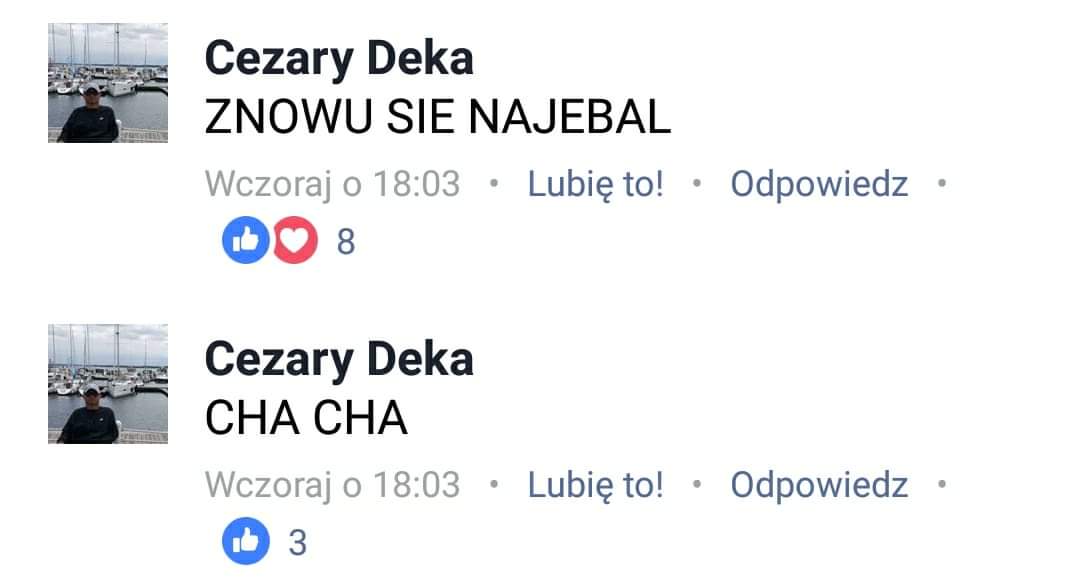 Cezary Deka
ZNOWU SIE NAJEBAL
Wczoraj o 18:03 • Lubię to! • Odpowiedz •
8
Cezary Deka
CHA CHA
Wczoraj o 18:03 • Lubię to! • Odpowiedz •
3